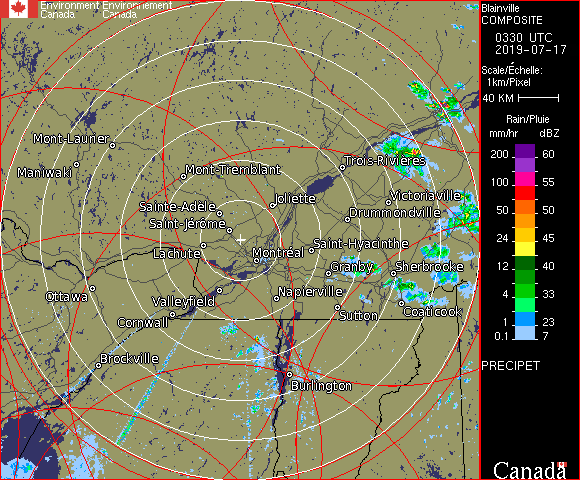 Environment Environnement
Canada Canada
Blainville
COMPOSITE
0330 UTC
2019-07-17
Scale/Échelle:
1km/Pixel
40 KM
Rain/Pluie
mm/hr dBZ
200 60
100 55
50 50
24 45
12 40
4 33
1 23
0.1 7
PRECIPET
Canada
Mont-Laurier
Maniwaki
Mont-Tremblant
Trois-Rivières
Sainte-Adèle
Joliette
Victoriaville
Saint-Jérôme
Drummondville
Lachute
Montréal
Saint-Hyacinthe
Granby
Sherbrooke
Ottawa
Valleyfield
Napierville
Coaticook
Cornwall
Sutton
Brockville
Burlington